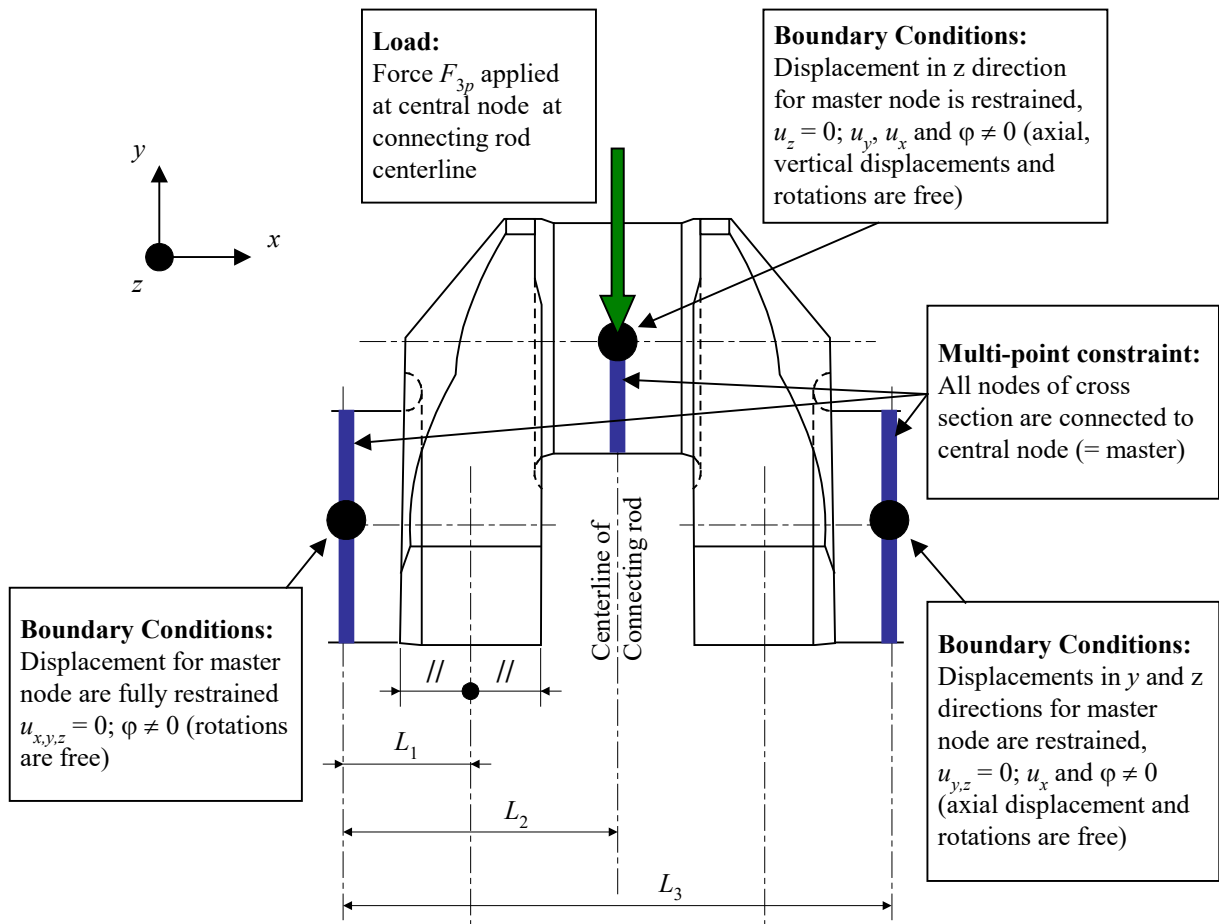 Load:
Force F3p applied
at central node at
connecting rod
centerline
Boundary Conditions:
Displacement in z direction
for master node is restrained,
uz = 0; uy, ux and φ ≠ 0 (axial,
vertical displacements and
rotations are free)
y
x
z
Multi-point constraint:
All nodes of cross
section are connected to
central node (= master)
Centerline of
Connecting rod
Boundary Conditions:
Displacement for master
node are fully restrained
ux,y,z = 0; φ ≠ 0 (rotations
are free)
Boundary Conditions:
Displacements in y and z
directions for master
node are restrained,
uy,z = 0; ux and φ ≠ 0
(axial displacement and
rotations are free)
// //
L1
L2
L3